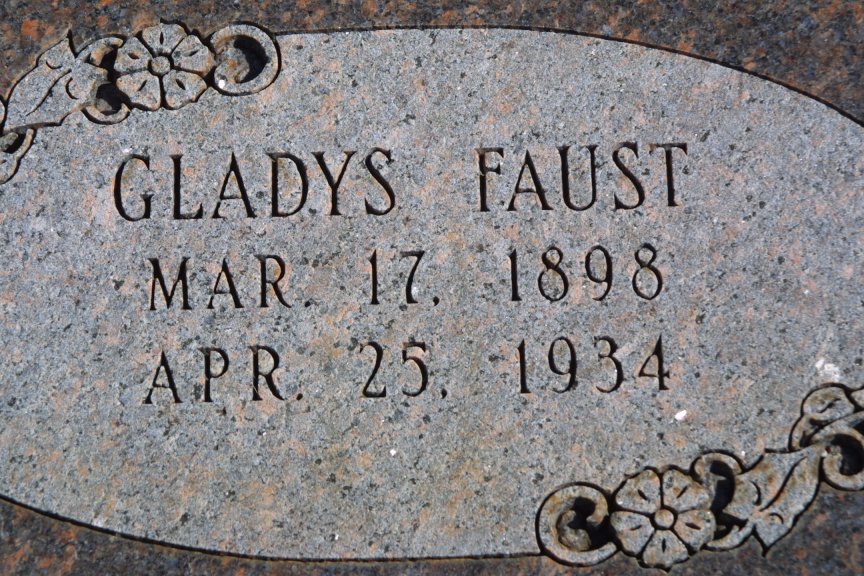 GLADYS FAUST
MAR. 17, 1898
APR. 25, 1934